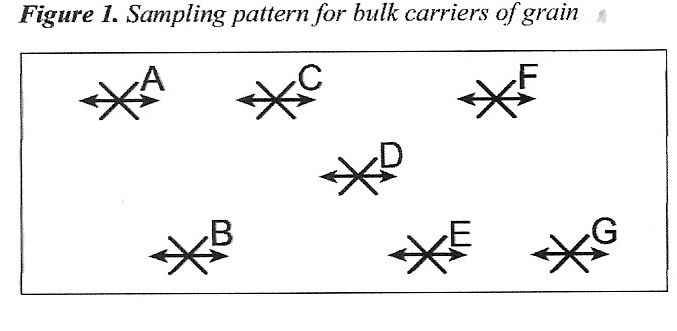 Figure 1. Sampling pattern for bulk carriers of grain
A C F
D
B E G